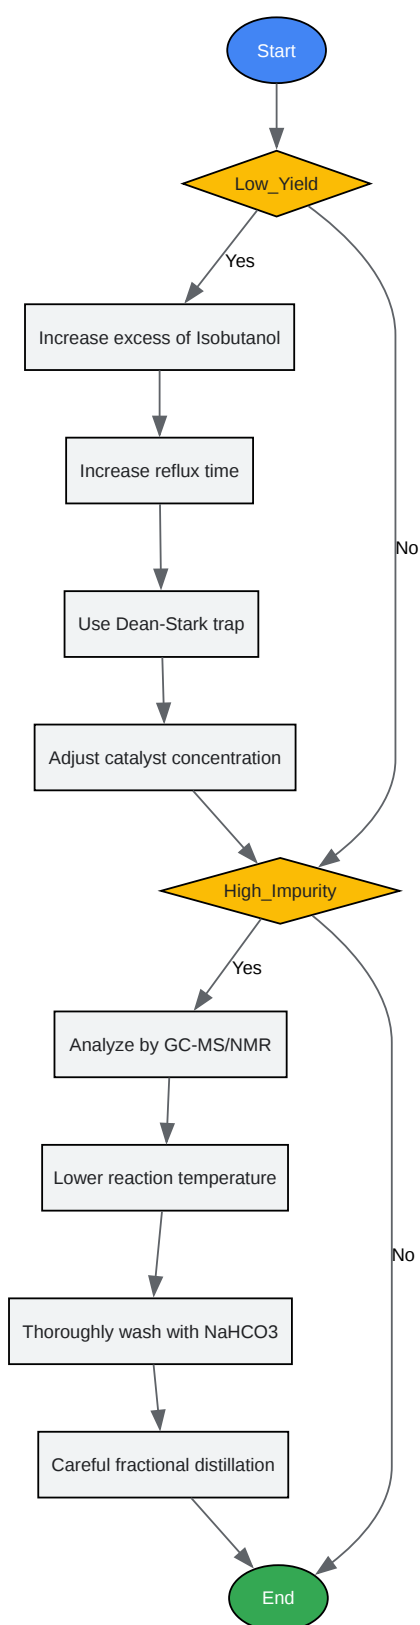 Start
Low_Yield
Yes
Increase excess of Isobutanol
Increase reflux time
No
Use Dean-Stark trap
Adjust catalyst concentration
High_Impurity
Yes
Analyze by GC-MS/NMR
Lower reaction temperature
No
Thoroughly wash with NaHCO3
Careful fractional distillation
End